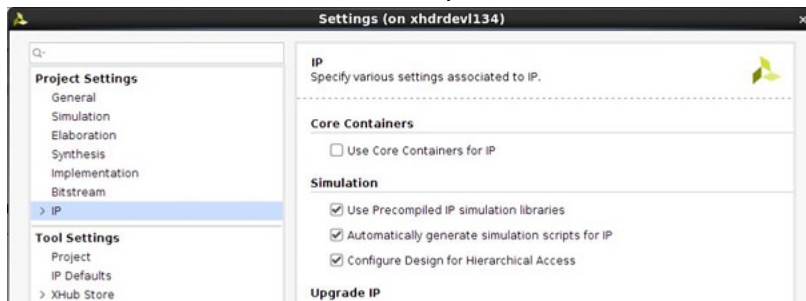 Settings (on xhdrdevl134)
Q-
Project Settings
General
Simulation
Elaboration
Synthesis
Implementation
Bitstream
> IP
Tool Settings
Project
IP Defaults
> XHub Store
IP
Specify various settings associated to IP.
Core Containers
Use Core Containers for IP
Simulation
Use Precompiled IP simulation libraries
Automatically generate simulation scripts for IP
Configure Design for Hierarchical Access
Upgrade IP